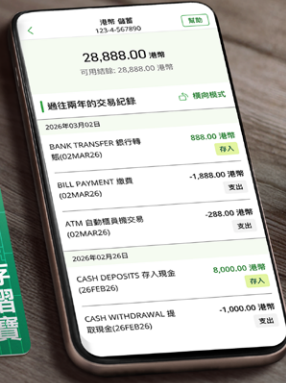 港幣 儲蓄
123-4-567890
幫助
28,888.00 港幣
可用結餘: 28,888.00 港幣
過往兩年的交易紀錄
橫向模式
2026年03月02日
BANK TRANSFER 銀行轉
賬(02MAR26)
888.00 港幣
存入
BILL PAYMENT 繳費
(02MAR26)
-1,888.00 港幣
支出
ATM 自動櫃員機交易
(02MAR26)
-288.00 港幣
支出
2026年02月26日
CASH DEPOSITS 存入現金
(26FEB26)
8,000.00 港幣
存入
CASH WITHDRAWAL 提
取現金(26FEB26)
-1,000.00 港幣
支出
存
習
寶